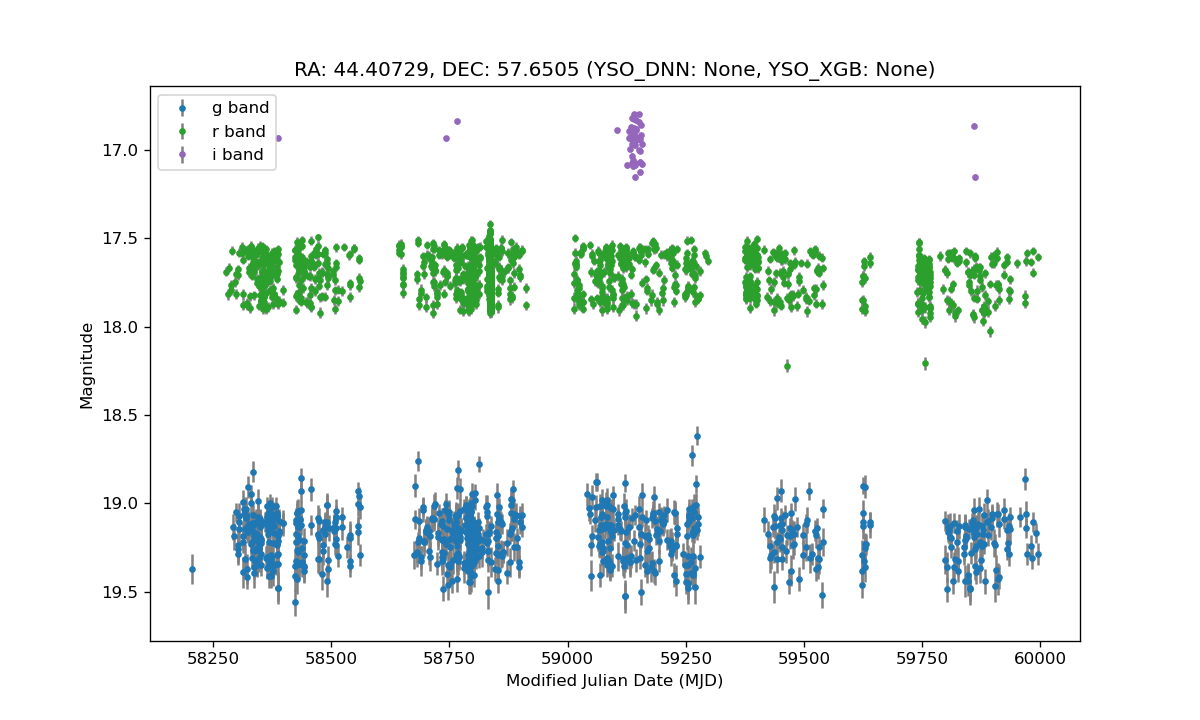 RA: 44.40729, DEC: 57.6505 (YSO_DNN: None, YSO_XGB: None)
g band
r band
i band
17.0
17.5
18.0
18.5
19.0
19.5
Magnitude
58250 58500 58750 59000 59250 59500 59750 60000
Modified Julian Date (MJD)